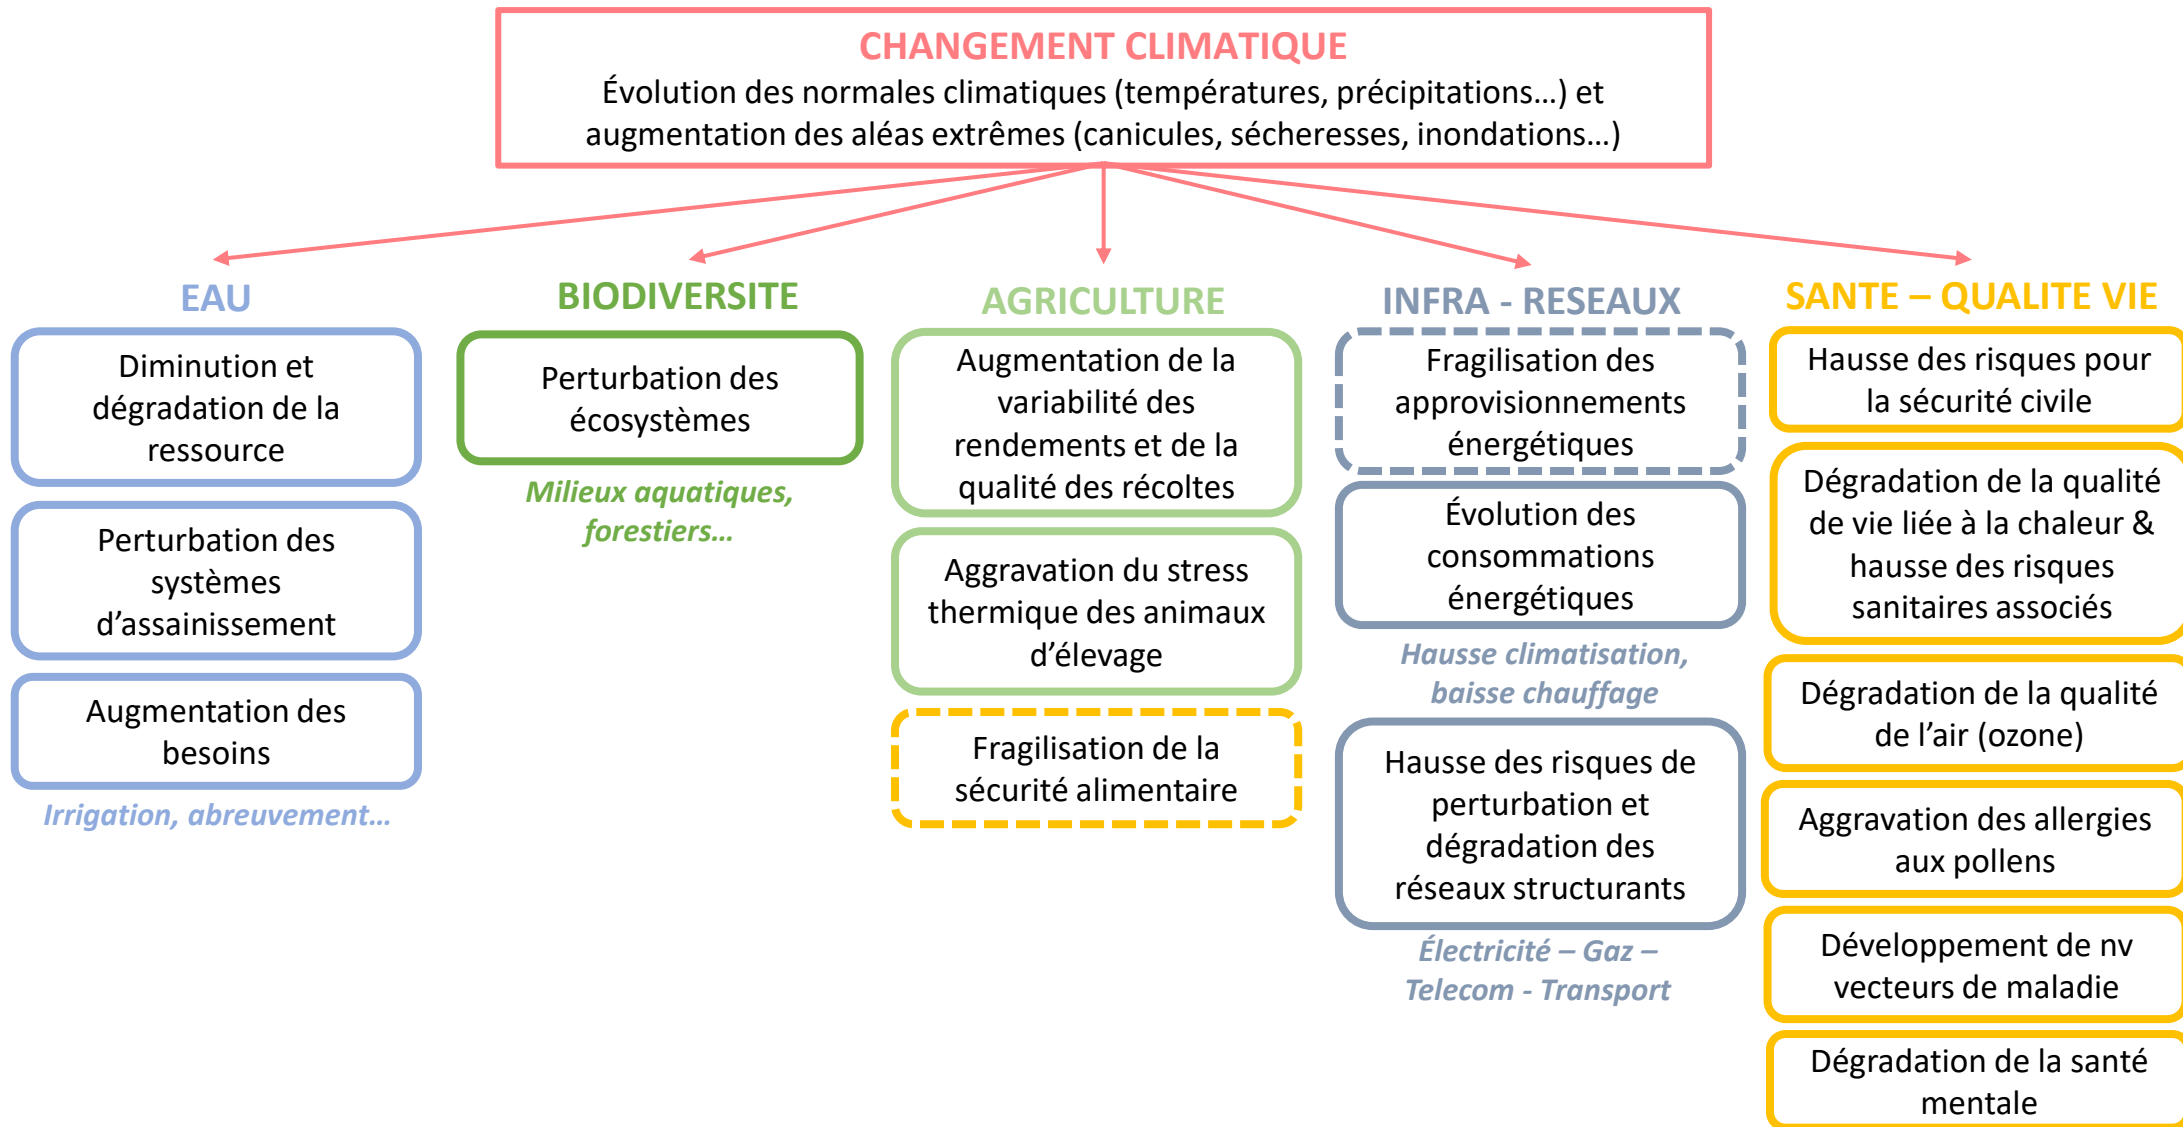 CHANGEMENT CLIMATIQUE
Évolution des normales climatiques (températures, précipitations…) et
augmentation des aléas extrêmes (canicules, sécheresses, inondations…)
EAU
Diminution et
dégradation de la
ressource
Perturbation des
systèmes
d’assainissement
Augmentation des
besoins
Irrigation, abreuvement…
BIODIVERSITE
Perturbation des
écosystèmes
Milieux aquatiques,
forestiers…
AGRICULTURE
Augmentation de la
variabilité des
rendements et de la
qualité des récoltes
Aggravation du stress
thermique des animaux
d’élevage
Fragilisation de la
sécurité alimentaire
INFRA - RESEAUX
Fragilisation des
approvisionnements
énergétiques
Évolution des
consommations
énergétiques
Hausse climatisation,
baisse chauffage
Hausse des risques de
perturbation et
dégradation des
réseaux structurants
Électricité – Gaz –
Telecom - Transport
SANTE – QUALITE VIE
Hausse des risques pour
la sécurité civile
Dégradation de la qualité
de vie liée à la chaleur &
hausse des risques
sanitaires associés
Dégradation de la qualité
de l’air (ozone)
Aggravation des allergies
aux pollens
Développement de nv
vecteurs de maladie
Dégradation de la santé
mentale